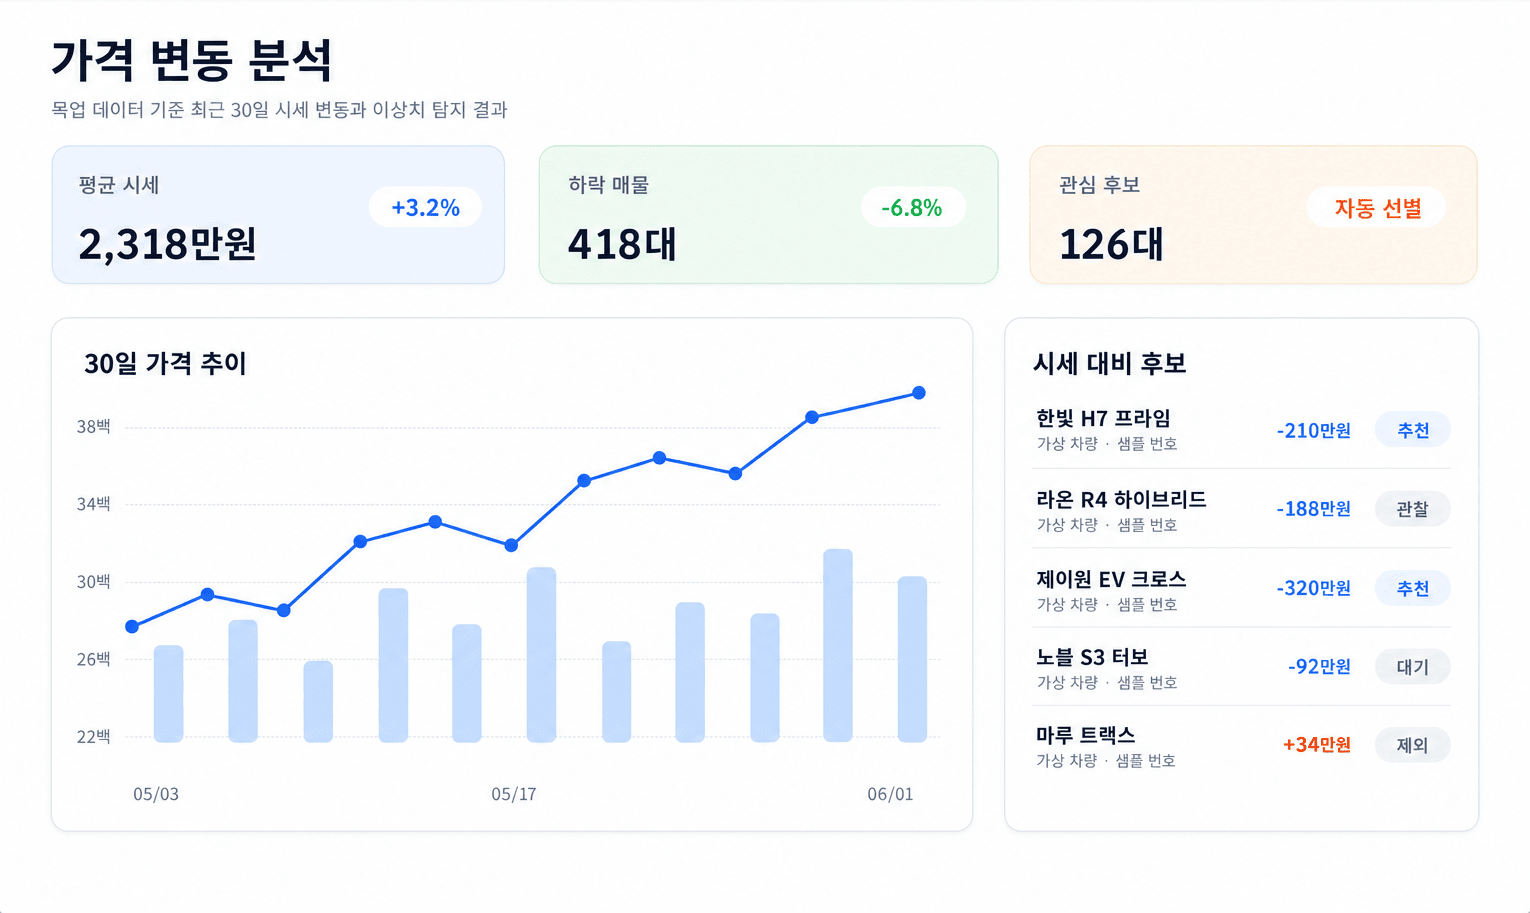 가격 변동 분석
목업 데이터 기준 최근 30일 시세 변동과 이상치 탐지 결과
평균 시세
+3.2%
2,318만원
하락 매물
-6.8%
418대
관심 후보
자동 선별
126대
30일 가격 추이
38백
34백
30백
26백
22백
05/03
05/17
06/01
시세 대비 후보
한빛 H7 프라임
가상 차량 · 샘플 번호
-210만원
추천
라온 R4 하이브리드
가상 차량 · 샘플 번호
-188만원
관찰
제이원 EV 크로스
가상 차량 · 샘플 번호
-320만원
추천
노블 S3 터보
가상 차량 · 샘플 번호
-92만원
대기
마루 트랙스
가상 차량 · 샘플 번호
+34만원
제외